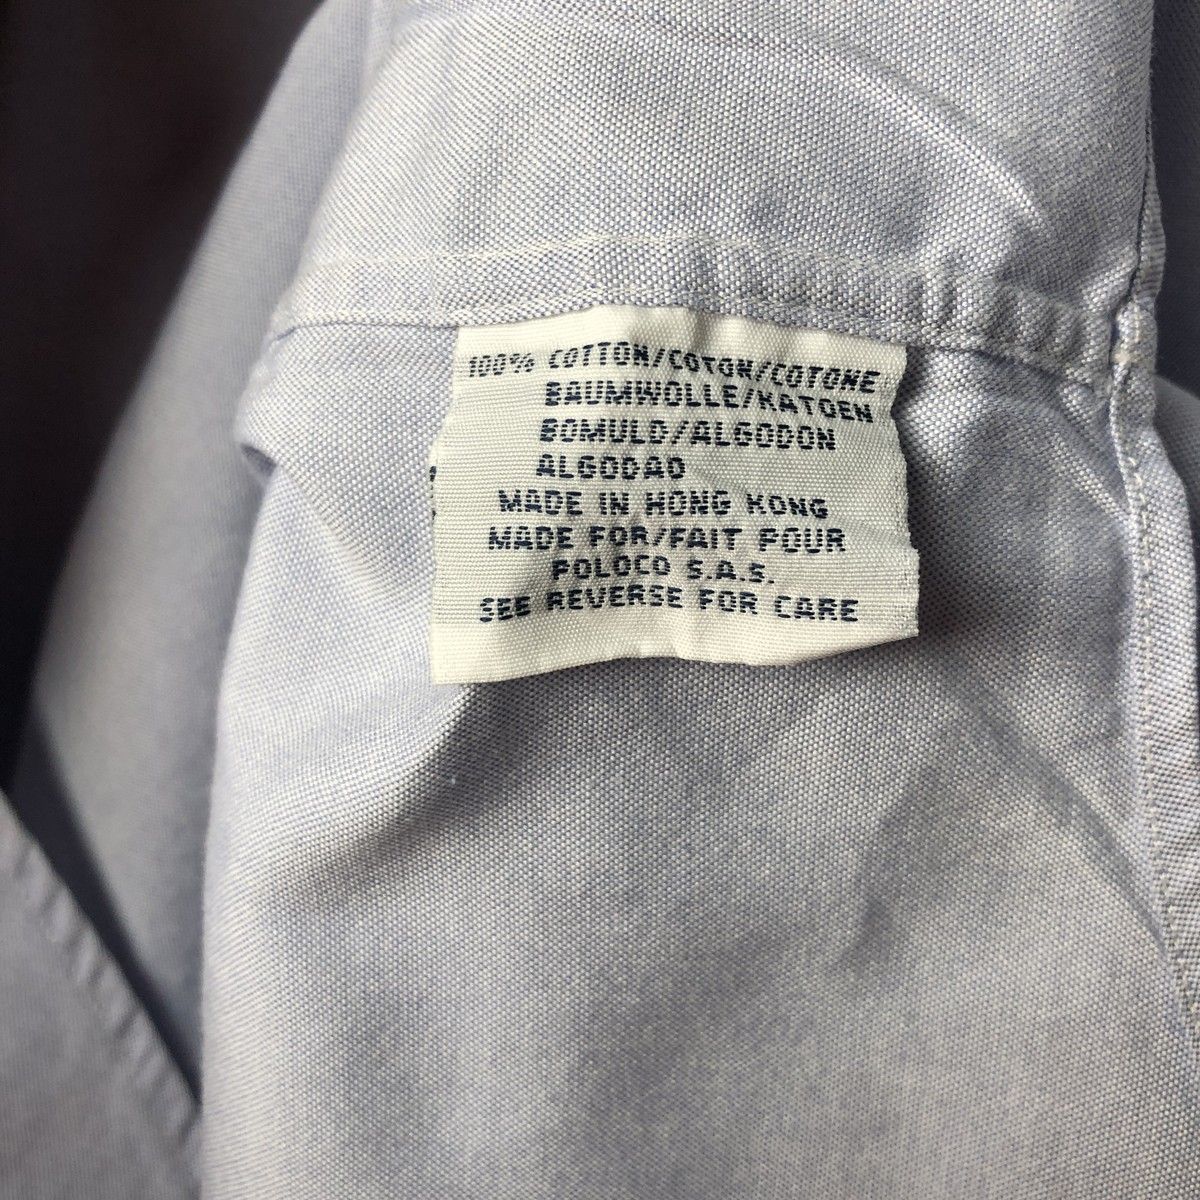 100% COTTON/COTON/COTONE
BAUMWOLLE/KATOEN
BOMULD/ALGODON
ALGODAO
MADE IN HONG KONG
MADE FOR/FAIT POUR
POLOCO S.A.S.
SEE REVERSE FOR CARE